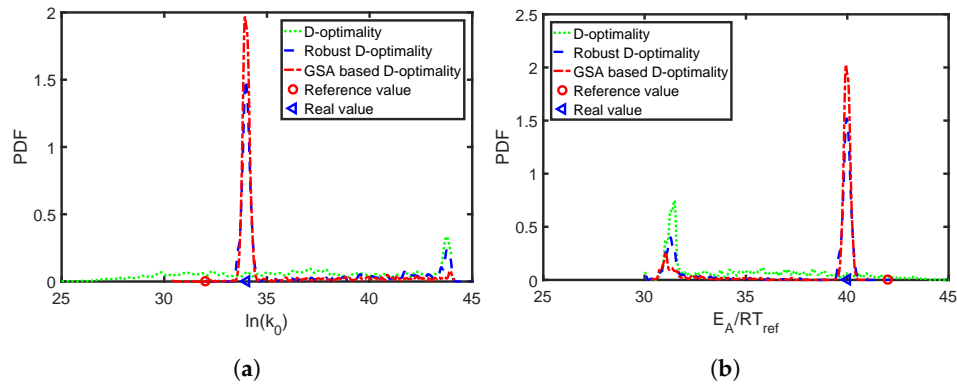 2
1.5
1
0.5
0
PDF
25
30
35
40
45
ln(k0)
D-optimality
Robust D-optimality
GSA based D-optimality
Reference value
Real value
(a)
2.5
2
1.5
1
0.5
0
PDF
25
30
35
40
45
E_A/RT_ref
D-optimality
Robust D-optimality
GSA based D-optimality
Reference value
Real value
(b)